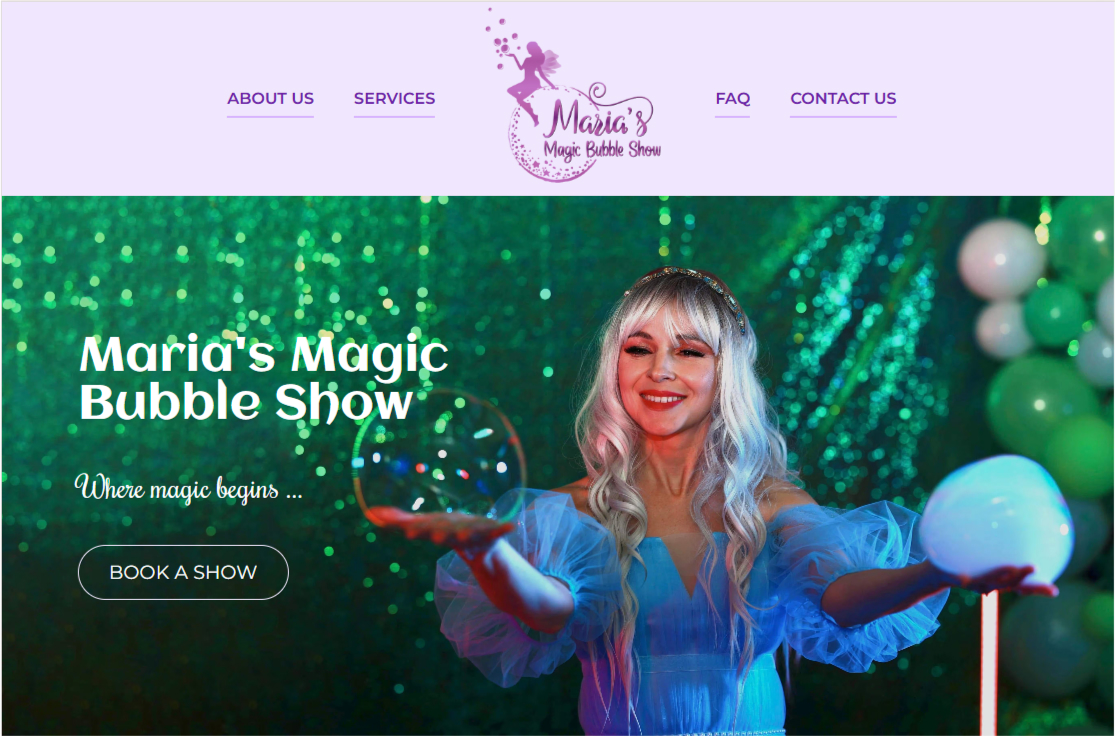 ABOUT US
SERVICES
Maria's
Magic Bubble Show
FAQ
CONTACT US
Maria's Magic
Bubble Show
Where magic begins ...
BOOK A SHOW